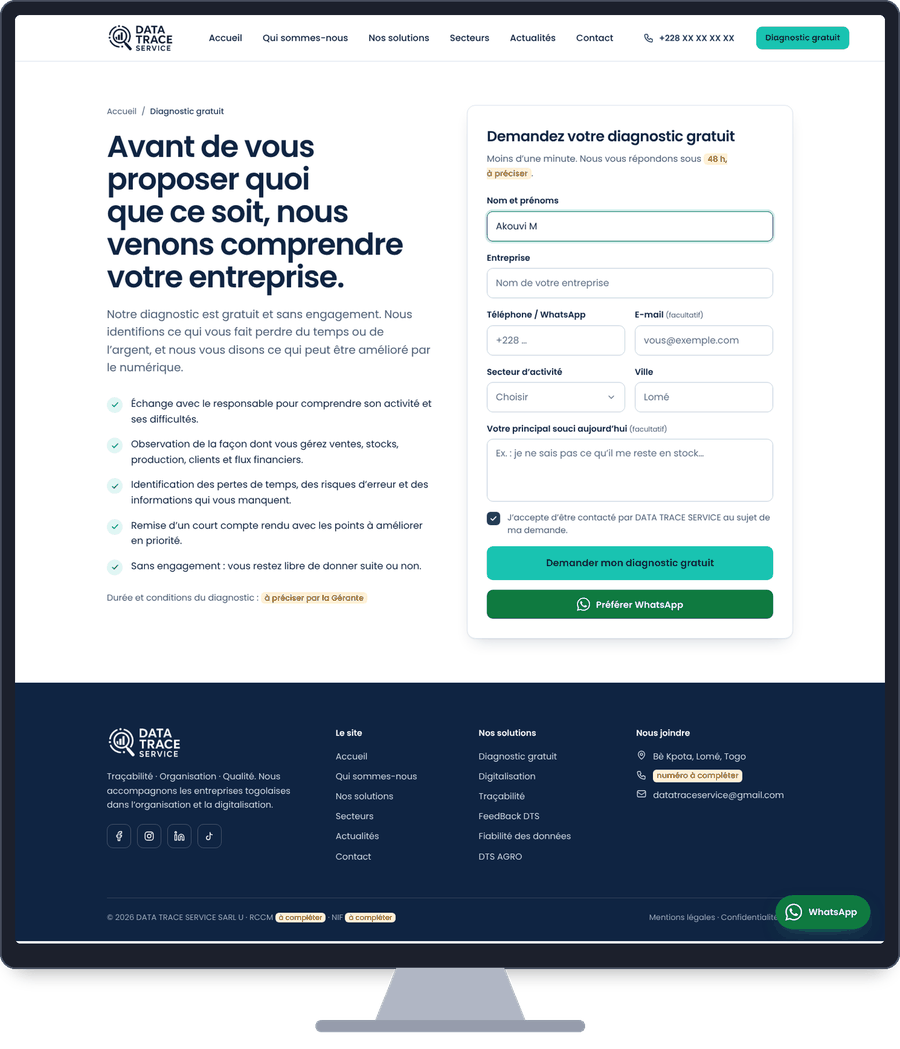 DATA
TRACE
SERVICE
Accueil
Qui sommes-nous
Nos solutions
Secteurs
Actualités
Contact
+228 XX XX XX XX
Diagnostic gratuit
Accueil / Diagnostic gratuit
Avant de vous
proposer quoi
que ce soit, nous
venons comprendre
votre entreprise.
Notre diagnostic est gratuit et sans engagement. Nous
identifions ce qui vous fait perdre du temps ou de
l’argent, et nous vous disons ce qui peut être amélioré par
le numérique.
Échange avec le responsable pour comprendre son activité et
ses difficultés.
Observation de la façon dont vous gérez ventes, stocks,
production, clients et flux financiers.
Identification des pertes de temps, des risques d’erreur et des
informations qui vous manquent.
Remise d’un court compte rendu avec les points à améliorer
en priorité.
Sans engagement : vous restez libre de donner suite ou non.
Durée et conditions du diagnostic : à préciser par la Gérante
Demandez votre diagnostic gratuit
Moins d’une minute. Nous vous répondons sous 48 h,
à préciser .
Nom et prénoms
Akouvi M
Entreprise
Nom de votre entreprise
Téléphone / WhatsApp
+228 ...
E-mail (facultatif)
vous@exemple.com
Secteur d’activité
Choisir
Ville
Lomé
Votre principal souci aujourd’hui (facultatif)
Ex. : je ne sais pas ce qu’il me reste en stock...
J’accepte d’être contacté par DATA TRACE SERVICE au sujet de
ma demande.
Demander mon diagnostic gratuit
Préférer WhatsApp
DATA
TRACE
SERVICE
Traçabilité · Organisation · Qualité. Nous
accompagnons les entreprises togolaises
dans l’organisation et la digitalisation.
Le site
Accueil
Qui sommes-nous
Nos solutions
Secteurs
Actualités
Contact
Nos solutions
Diagnostic gratuit
Digitalisation
Traçabilité
FeedBack DTS
Fiabilité des données
DTS AGRO
Nous joindre
Bè Kpota, Lomé, Togo
numéro à compléter
datatraceservice@gmail.com
© 2026 DATA TRACE SERVICE SARL U · RCCM à compléter · NIF à compléter
Mentions légales · Confidentialité
WhatsApp